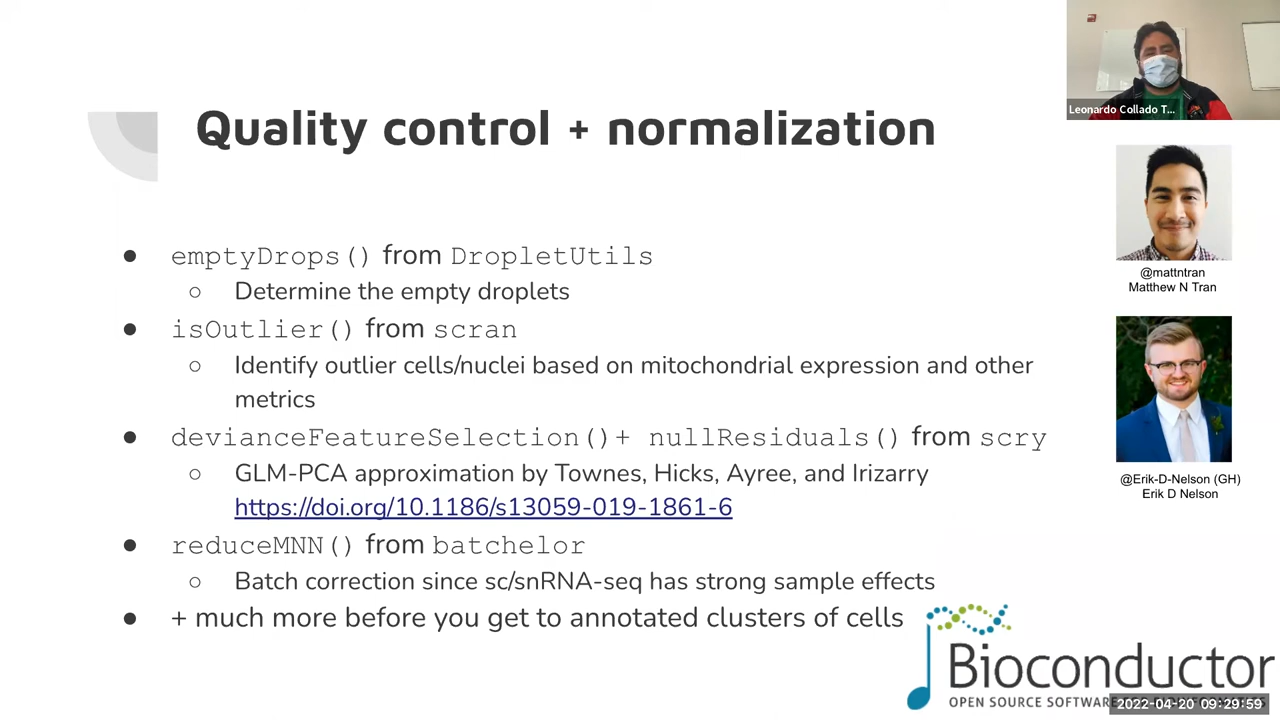 Quality control + normalization
emptyDrops() from DropletUtils
Determine the empty droplets
isOutlier() from scran
Identify outlier cells/nuclei based on mitochondrial expression and other
metrics
devianceFeatureSelection()+ nullResiduals() from scry
GLM-PCA approximation by Townes, Hicks, Ayree, and Irizarry
https://doi.org/10.1186/s13059-019-1861-6
reduceMNN() from batchelor
Batch correction since sc/snRNA-seq has strong sample effects
+ much more before you get to annotated clusters of cells
Leonardo Collado T...
@mattntran
Matthew N Tran
@Erik-D-Nelson (GH)
Erik D Nelson
Bioconductor
OPEN SOURCE SOFTWARE
2022-04-20 09:29:59